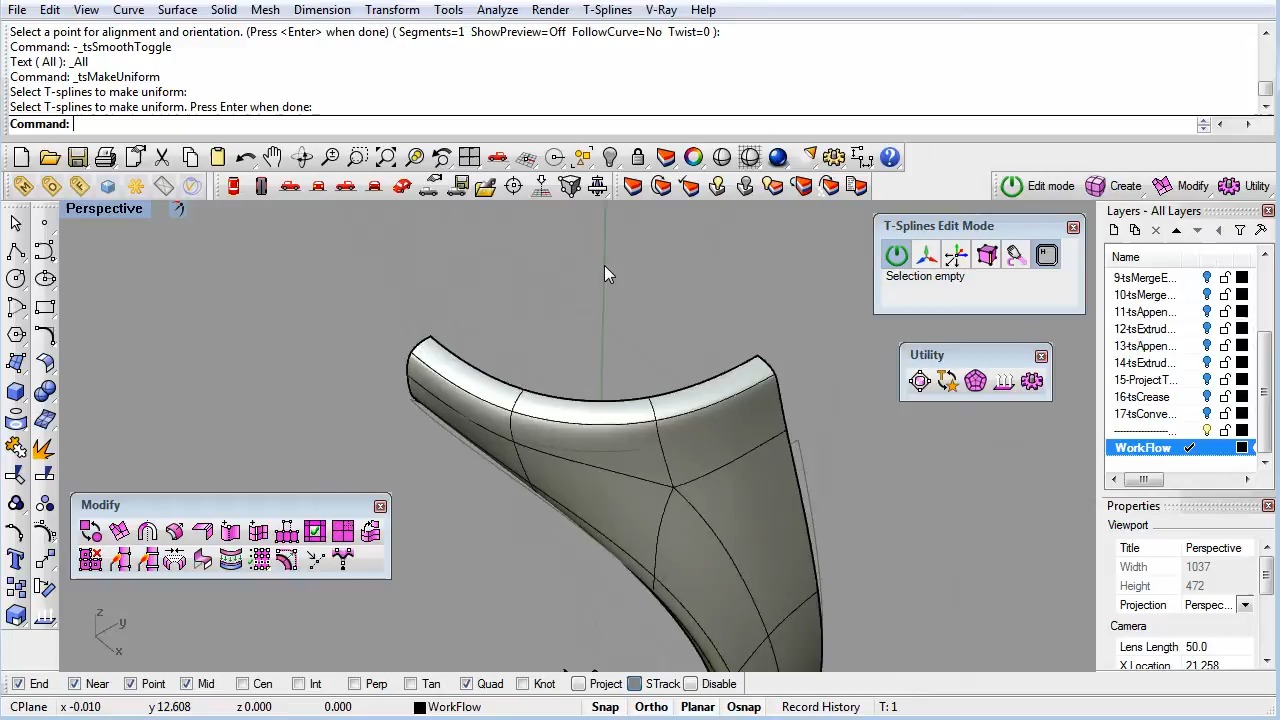 File Edit View Curve Surface Solid Mesh Dimension Transform Tools Analyze Render T-Splines V-Ray Help
Select a point for alignment and orientation. (Press <Enter> when done) ( Segments=1 ShowPreview=Off FollowCurve=No Twist=0 ):
Command: -_tsSmoothToggle
Text ( All ): _All
Command: _tsMakeUniform
Select T-splines to make uniform:
Select T-splines to make uniform. Press Enter when done:
Command:
Edit mode Create Modify Utility
Perspective
Layers - All Layers
T-Splines Edit Mode
Selection empty
Name
9-tsMergeE...
10-tsMerge...
11-tsAppen...
12-tsExtrud...
13-tsAppen...
14-tsExtrud...
15-Project T...
16-tsCrease
17-tsConve...
WorkFlow
Utility
Modify
Properties
Viewport
Title Perspective
Width 1037
Height 472
Projection Perspec...
Camera
Lens Length 50.0
X Location 21.258
z
y
x
End Near Point Mid Cen Int Perp Tan Quad Knot Project STrack Disable
CPlane x -0.010 y 12.608 z 0.000 0.000 WorkFlow Snap Ortho Planar Osnap Record History T: 1